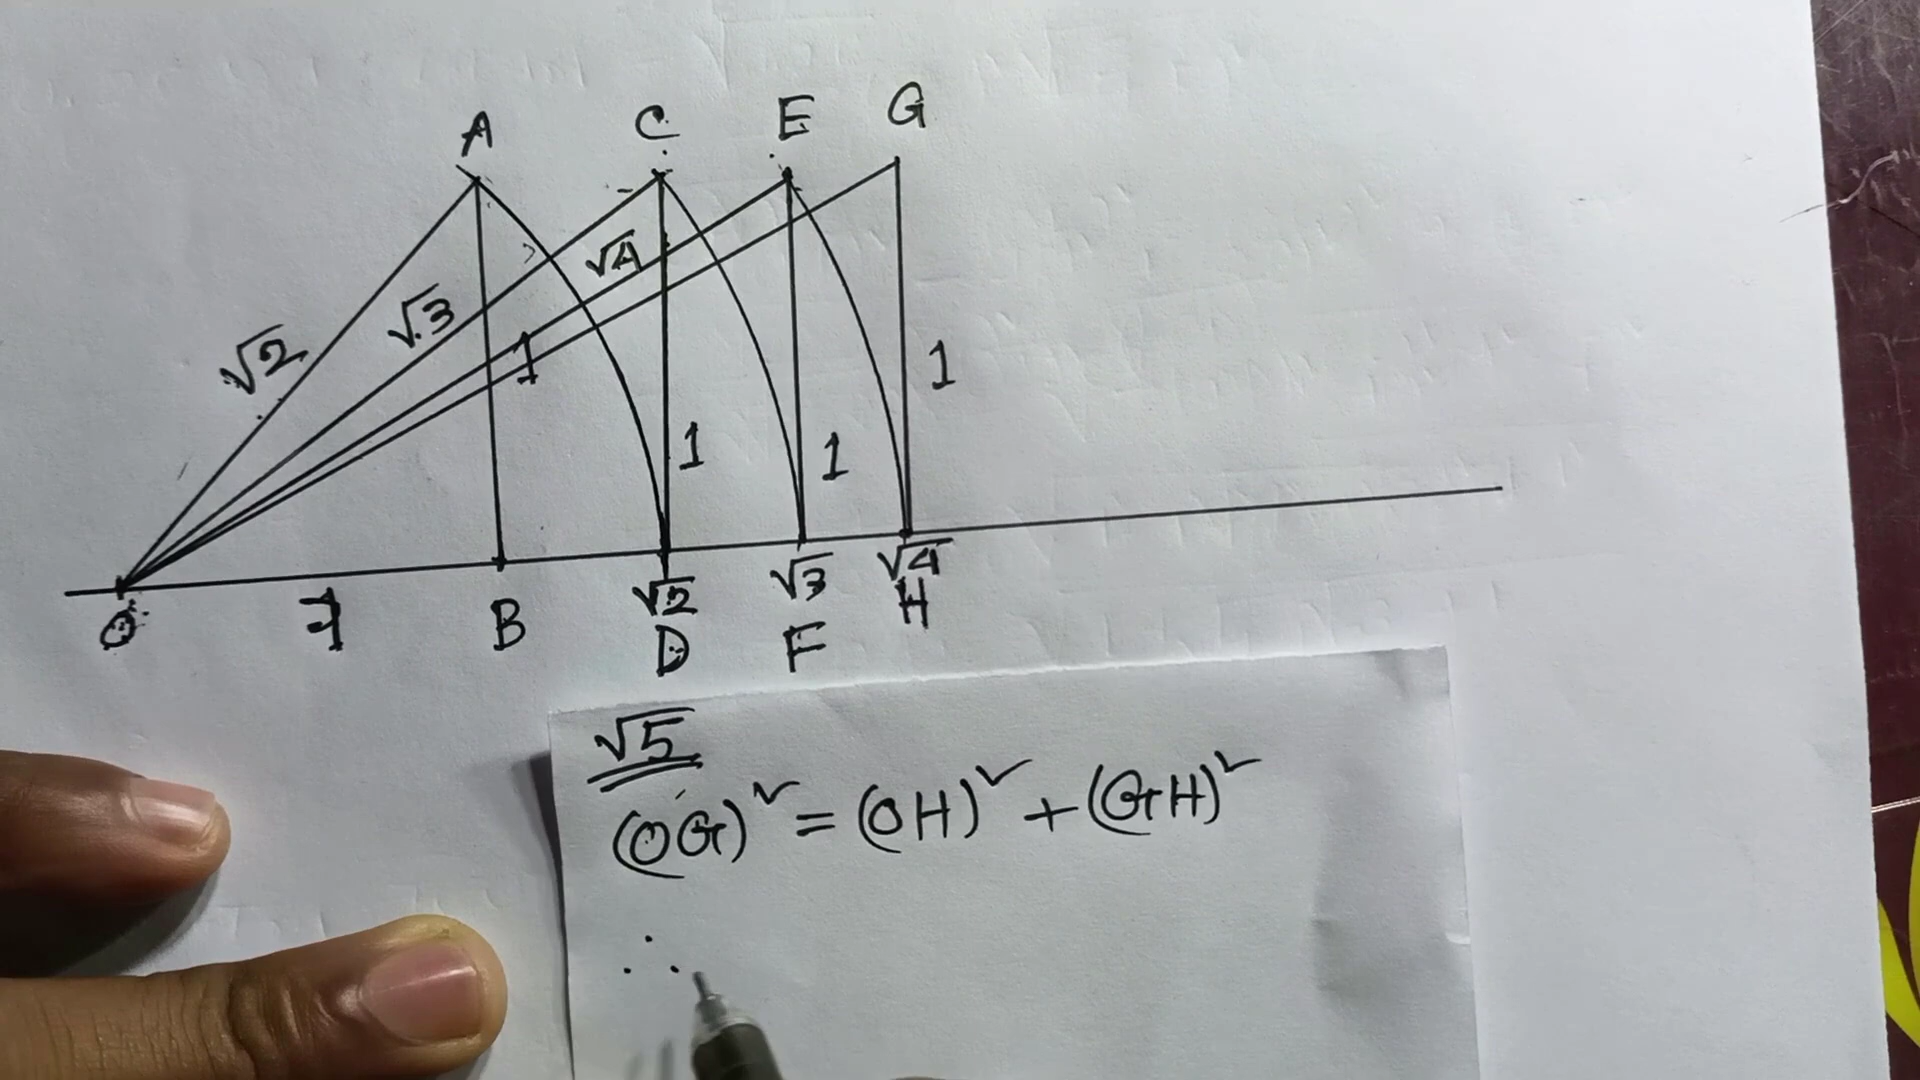 A C E G
√2 √3 √4 1 1 1 1
O 1 B √2 √3 √4
D F H
√5
(OG)² = (OH)² + (GH)²
∴